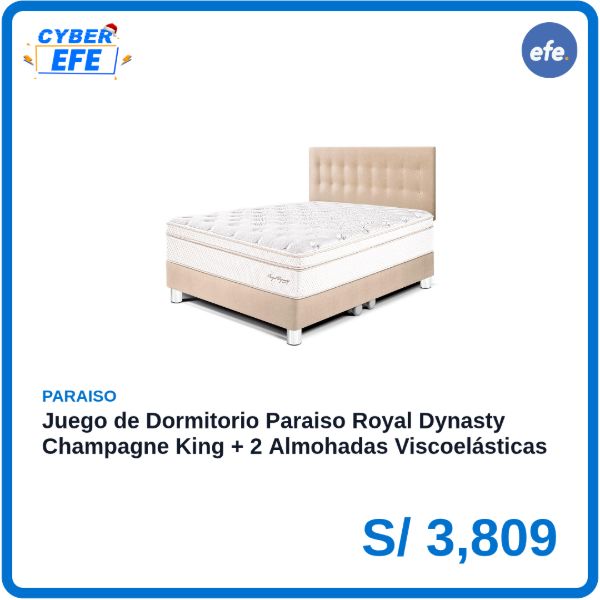 CYBER
EFE
efe.
PARAISO
Juego de Dormitorio Paraiso Royal Dynasty
Champagne King + 2 Almohadas Viscoelásticas
S/ 3,809